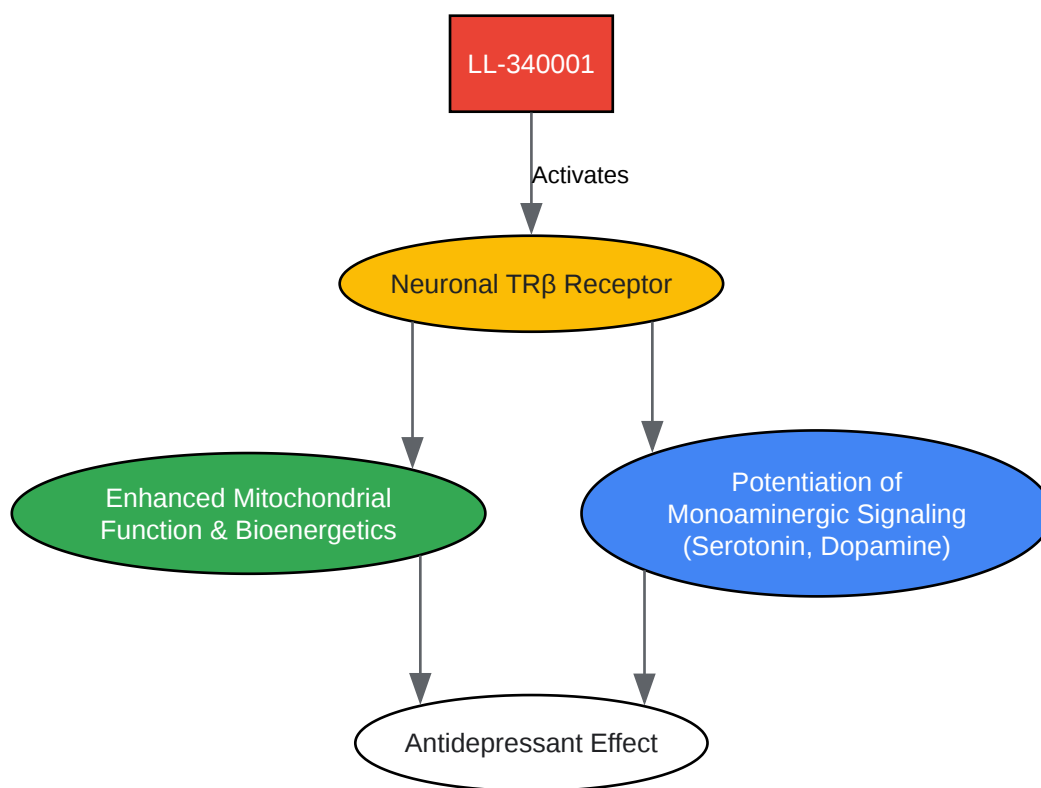 LL-340001
Activates
Neuronal TRβ Receptor
Enhanced Mitochondrial
Function & Bioenergetics
Potentiation of
Monoaminergic Signaling
(Serotonin, Dopamine)
Antidepressant Effect